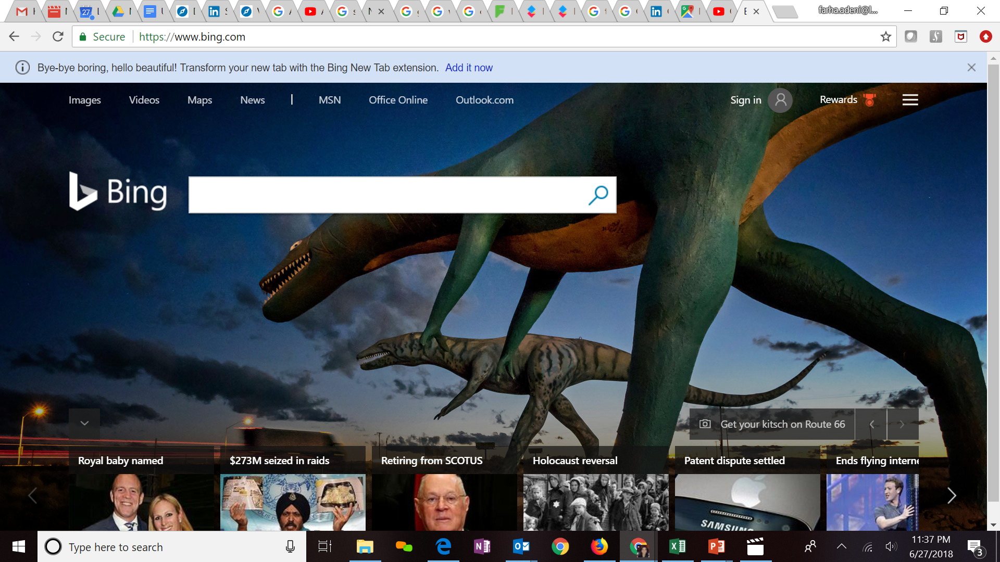 farha.adeni@l...
Secure https://www.bing.com
Bye-bye boring, hello beautiful! Transform your new tab with the Bing New Tab extension. Add it now
Images Videos Maps News | MSN Office Online Outlook.com Sign in Rewards
Bing
Get your kitsch on Route 66
Royal baby named
$273M seized in raids
Retiring from SCOTUS
Holocaust reversal
Patent dispute settled
Ends flying interne
SAMSUNG
Type here to search
11:37 PM
6/27/2018
3